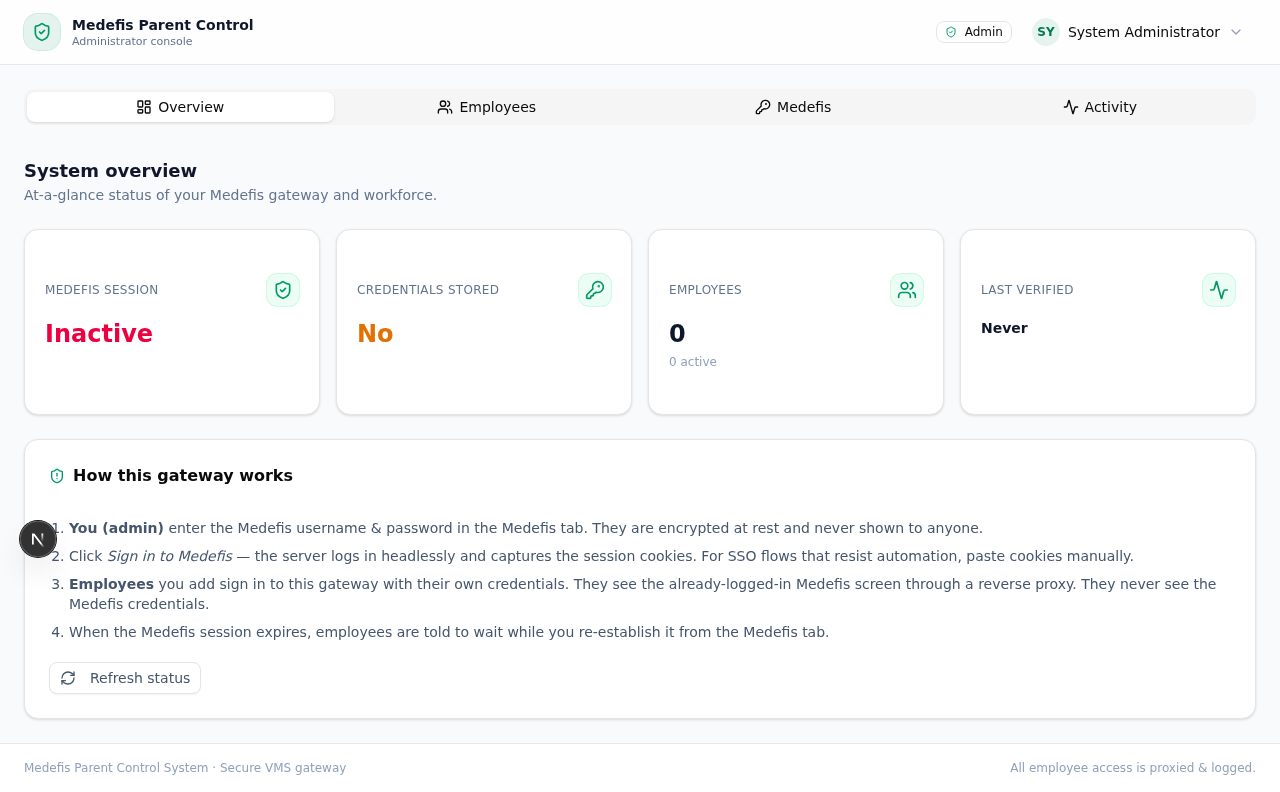 Medefis Parent Control
Administrator console
Admin
SY
System Administrator
Overview
Employees
Medefis
Activity
System overview
At-a-glance status of your Medefis gateway and workforce.
MEDEFIS SESSION
Inactive
CREDENTIALS STORED
No
EMPLOYEES
0
0 active
LAST VERIFIED
Never
How this gateway works
1. You (admin) enter the Medefis username & password in the Medefis tab. They are encrypted at rest and never shown to anyone.
2. Click Sign in to Medefis — the server logs in headlessly and captures the session cookies. For SSO flows that resist automation, paste cookies manually.
3. Employees you add sign in to this gateway with their own credentials. They see the already-logged-in Medefis screen through a reverse proxy. They never see the
Medefis credentials.
4. When the Medefis session expires, employees are told to wait while you re-establish it from the Medefis tab.
N
Refresh status
Medefis Parent Control System · Secure VMS gateway
All employee access is proxied & logged.